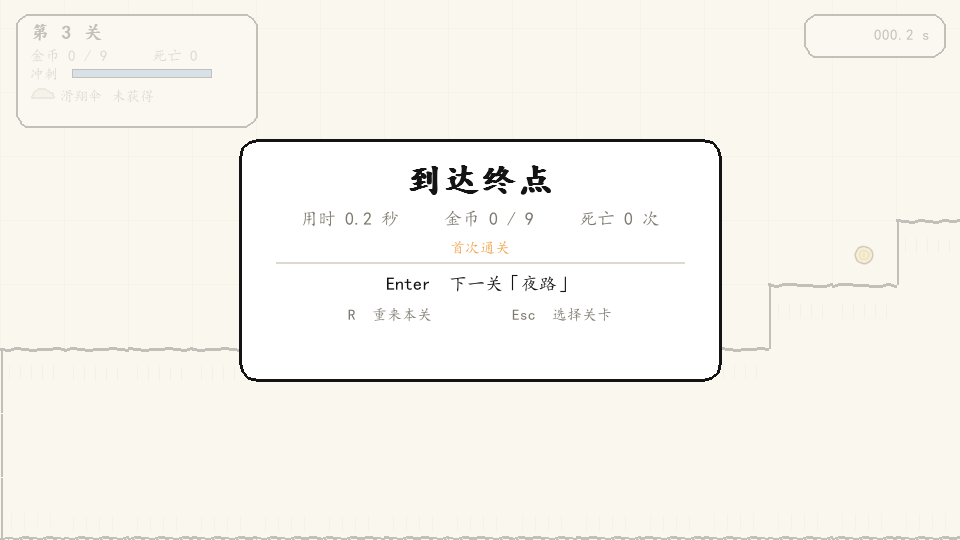 第 3 关
金币 0 / 9 死亡 0
冲刺
滑翔伞 未获得
000.2 s
到达终点
用时 0.2 秒 金币 0 / 9 死亡 0 次
首次通关
Enter 下一关「夜路」
R 重来本关 Esc 选择关卡